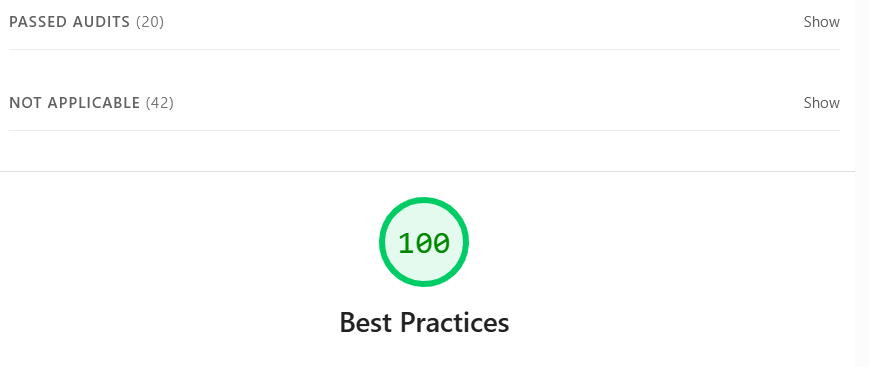 PASSED AUDITS (20) Show
NOT APPLICABLE (42) Show
100
Best Practices